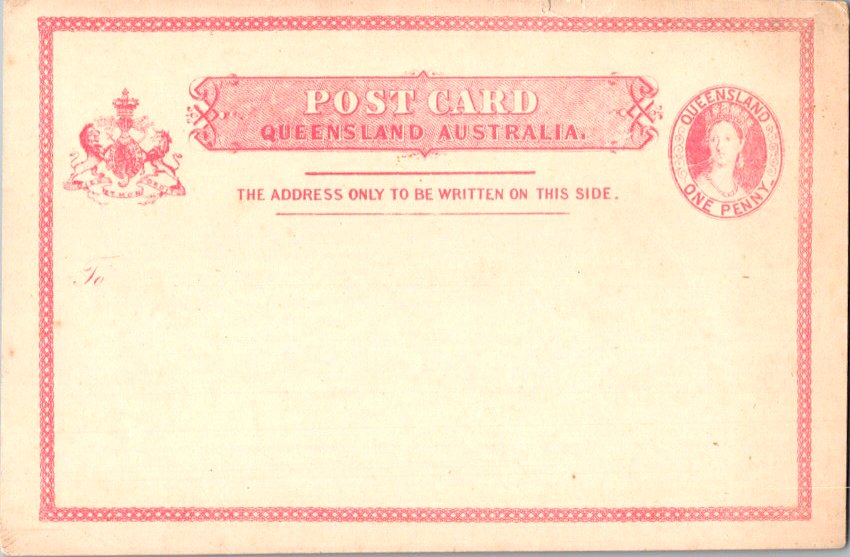 POST CARD
QUEENSLAND AUSTRALIA.
QUEENSLAND
ONE PENNY
THE ADDRESS ONLY TO BE WRITTEN ON THIS SIDE.
To